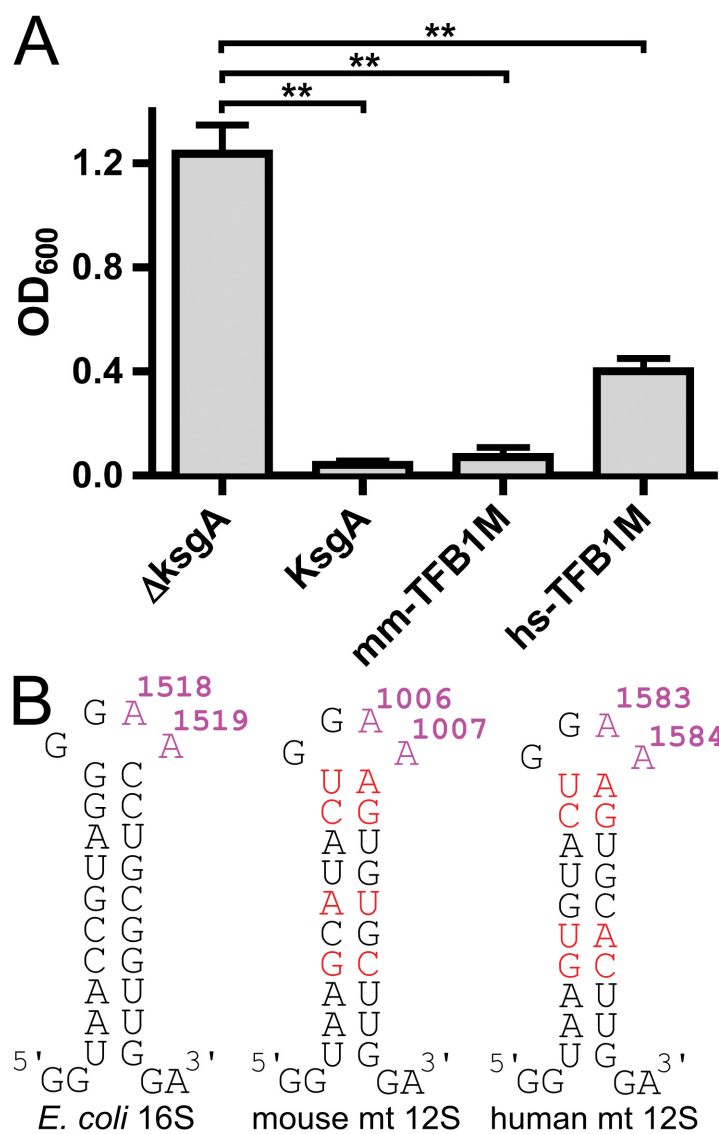 A
**
**
**
OD600
1.2
0.8
0.4
0.0
ΔksgA
KsgA
mm-TFB1M
hs-TFB1M
B
G G A 1518 A 1519
G C
G C
A U
U G
G C
C G
C G
A U
A U
U G
5' GG GA 3'
E. coli 16S
G G A 1006 A 1007
U A
C G
A U
U G
A U
C G
G C
A U
A U
U G
5' GG GA 3'
mouse mt 12S
G G A 1583 A 1584
U A
C G
A U
U G
G C
U A
G C
A U
A U
U G
5' GG GA 3'
human mt 12S